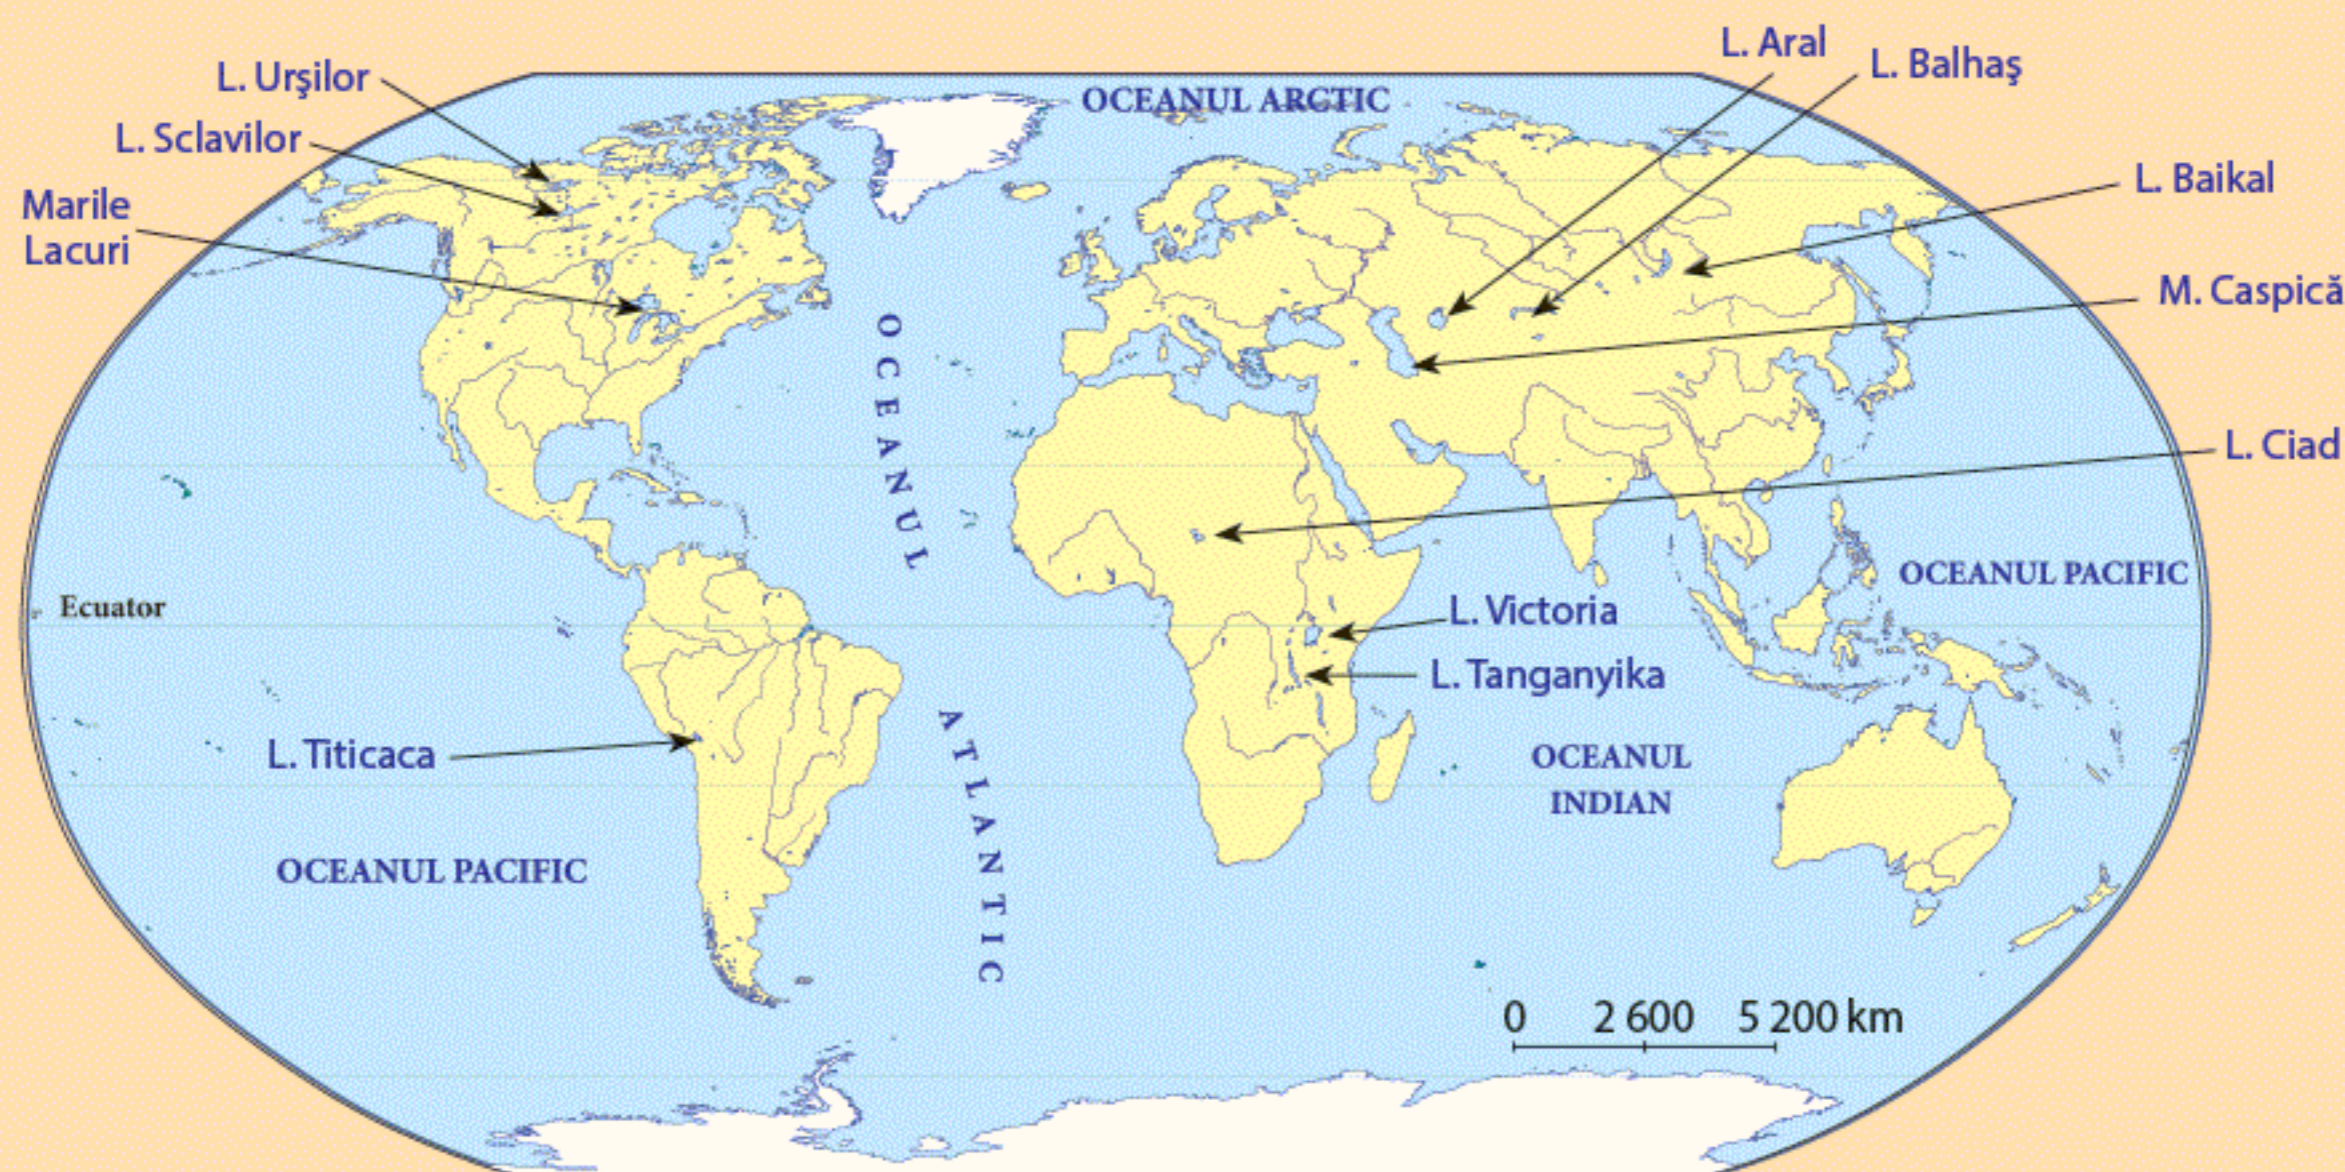 L. Aral
L. Urşilor
L. Balhaş
OCEANUL ARCTIC
L. Sclavilor
L. Baikal
Marile
Lacuri
M. Caspică
L. Ciad
OCEANUL
ATLANTIC
OCEANUL PACIFIC
Ecuator
L. Victoria
L. Tanganyika
L. Titicaca
OCEANUL
INDIAN
OCEANUL PACIFIC
0 2 600 5 200 km